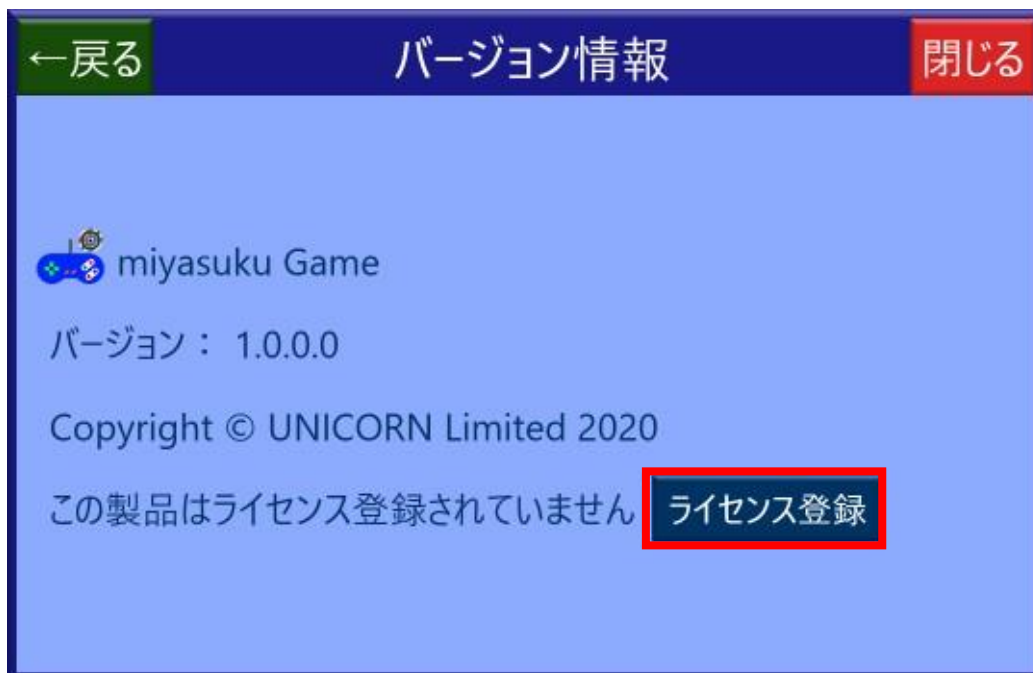 ←戻る バージョン情報 閉じる
miyasuku Game
バージョン： 1.0.0.0
Copyright © UNICORN Limited 2020
この製品はライセンス登録されていません ライセンス登録